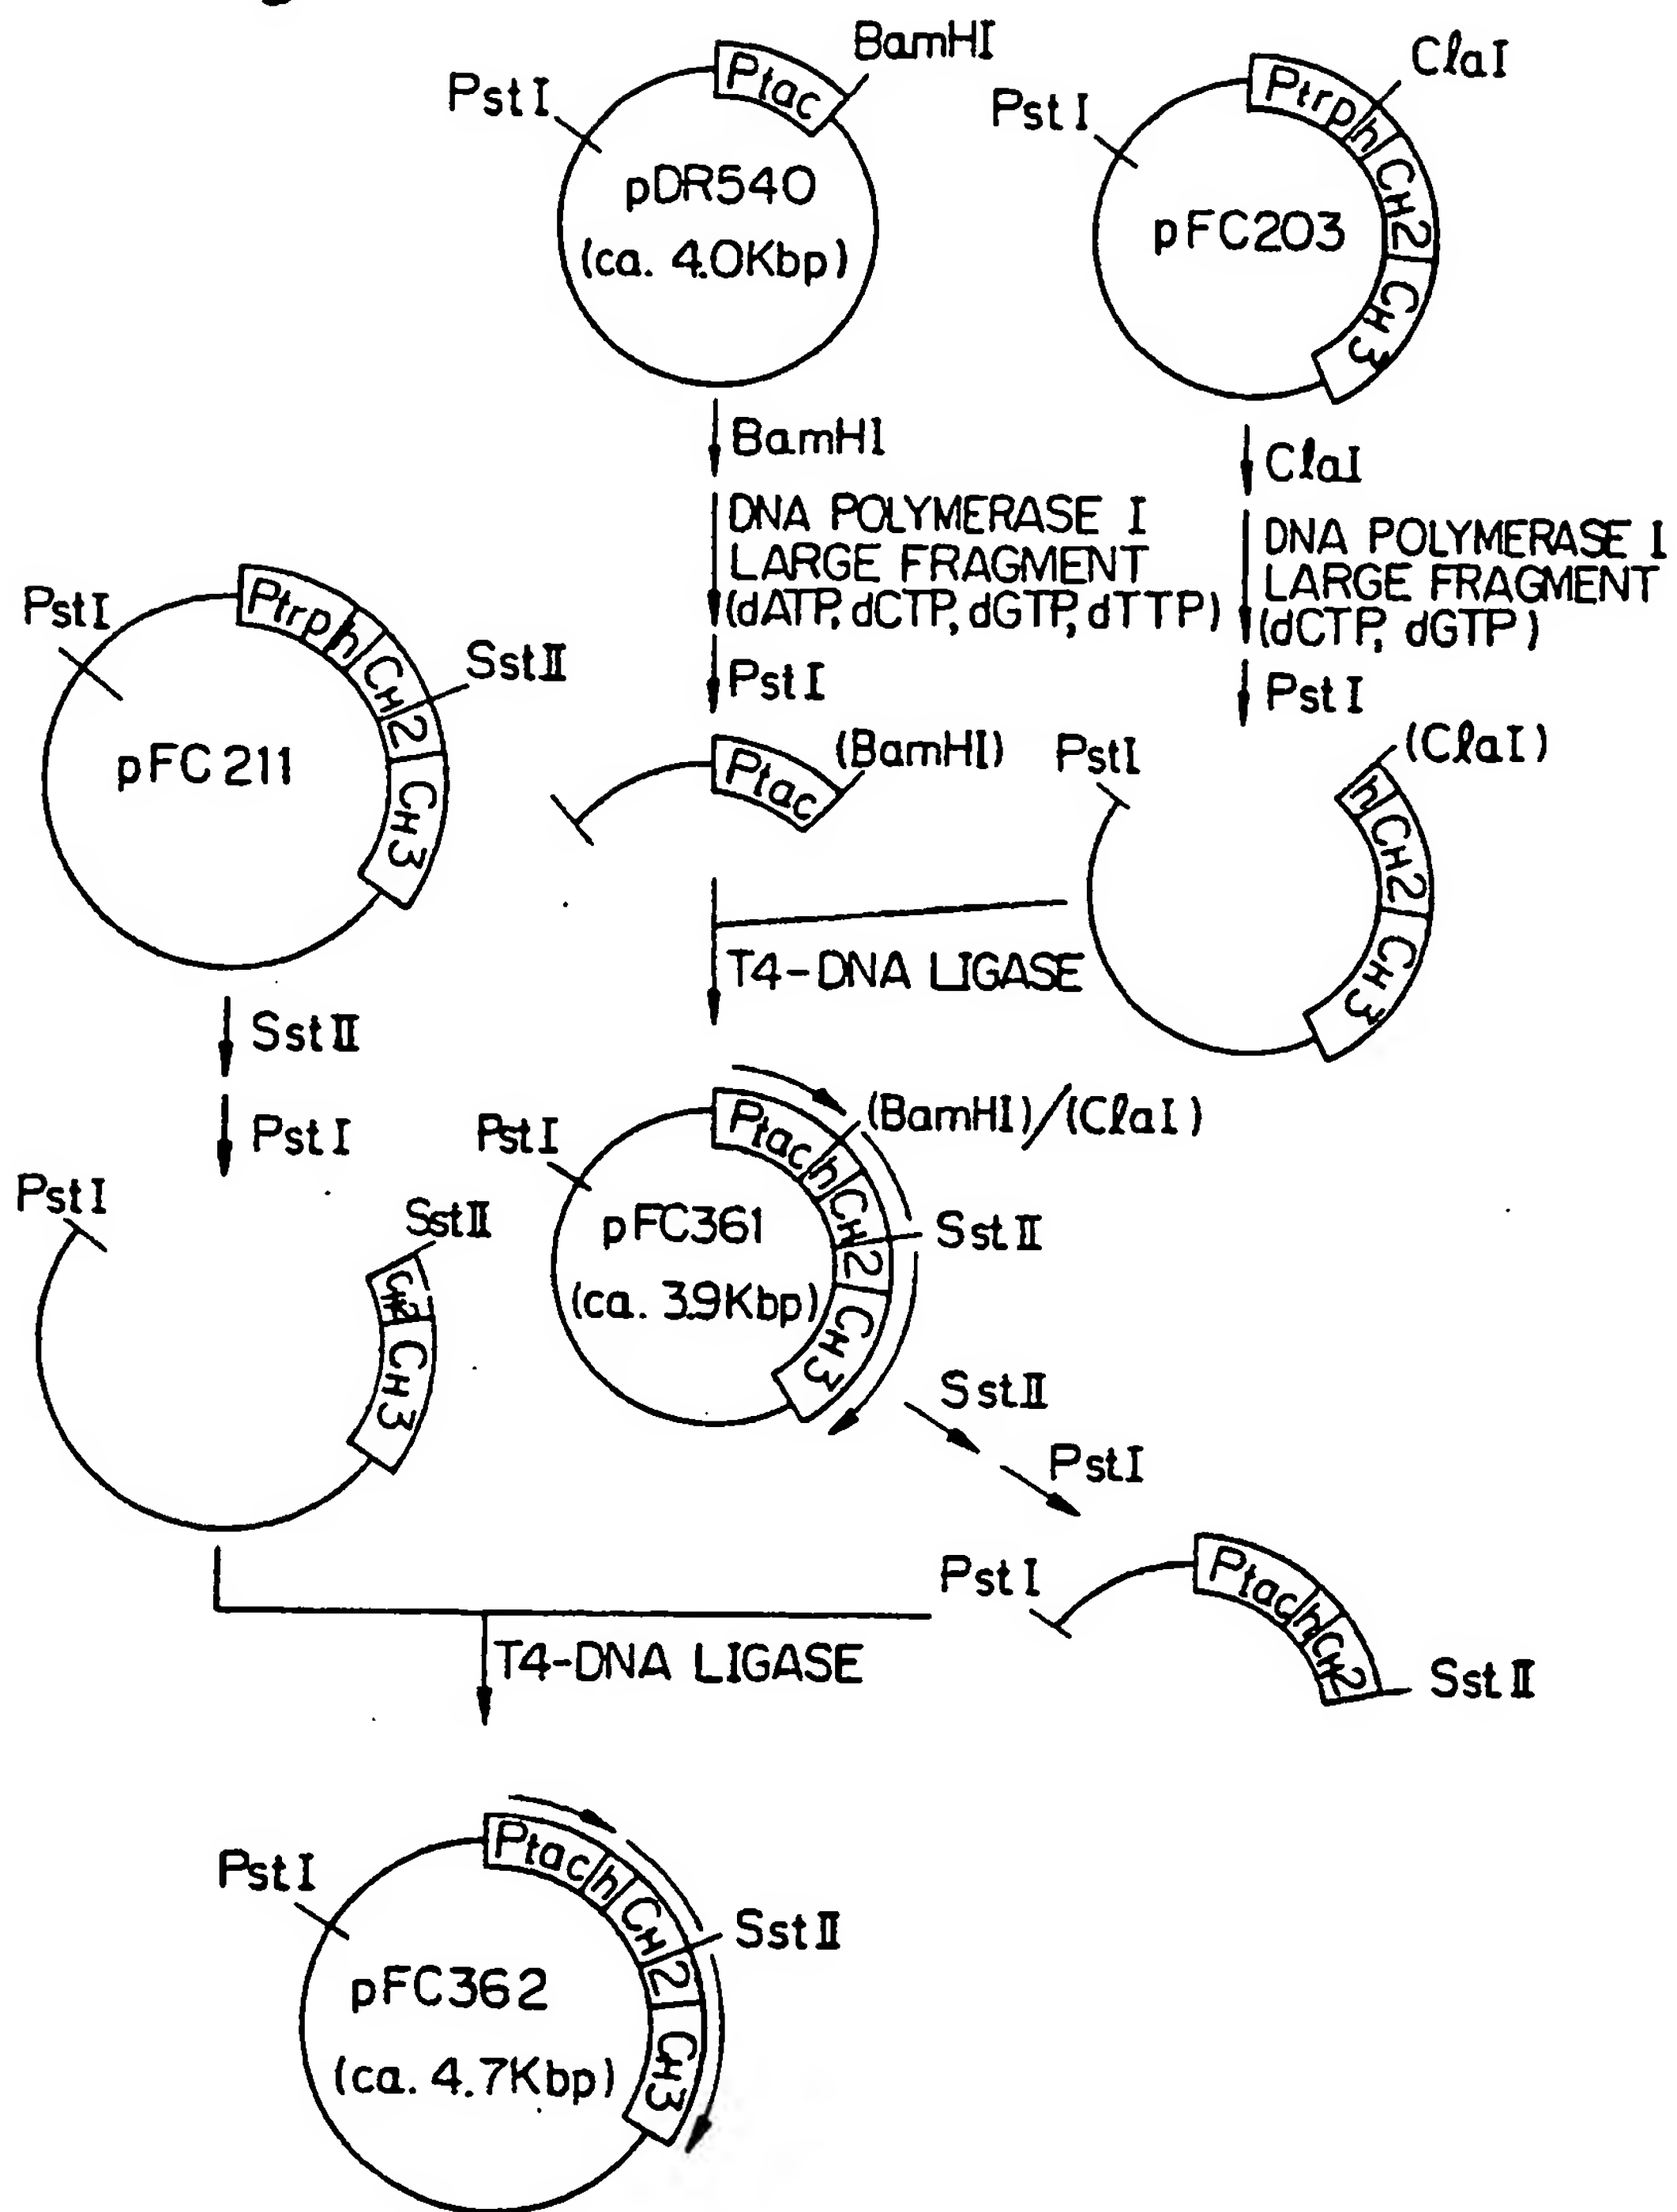 BamHI
Ptac
PstI
pDR540
(ca. 4.0Kbp)
ClaI
PstI
Ptrp h CH2 CH3
pFC203
BamHI
DNA POLYMERASE I
LARGE FRAGMENT
(dATP, dCTP, dGTP, dTTP)
PstI
ClaI
DNA POLYMERASE I
LARGE FRAGMENT
(dCTP, dGTP)
PstI
PstI
Ptrp h CH2 CH3
SstII
pFC211
Ptac
(BamHI)
PstI
(ClaI)
h CH2 CH3
T4-DNA LIGASE
SstII
PstI
PstI
SstII
CH2 CH3
PstI
Ptac h CH2 CH3
(BamHI)/(ClaI)
SstII
pFC361
(ca. 3.9Kbp)
SstII
PstI
PstI
Ptac h CH2
SstII
T4-DNA LIGASE
PstI
Ptac h CH2 CH3
SstII
pFC362
(ca. 4.7Kbp)